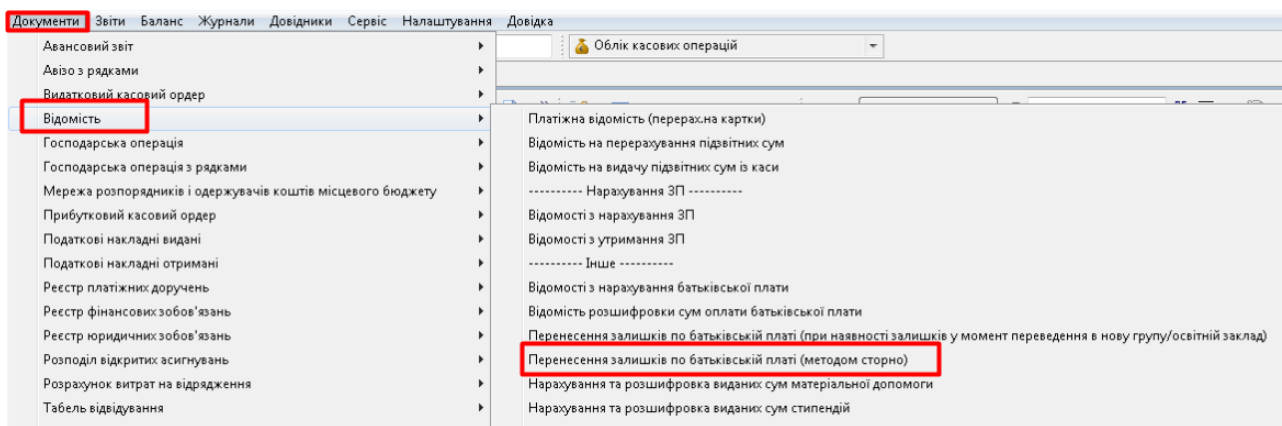 Документи Звіти Баланс Журнали Довідники Сервіс Налаштування Довідка
Облік касових операцій
Авансовий звіт
Авізо з рядками
Видатковий касовий ордер
Відомість
Господарська операція
Господарська операція з рядками
Мережа розпорядників і одержувачів коштів місцевого бюджету
Прибутковий касовий ордер
Податкові накладні видані
Податкові накладні отримані
Реєстр платіжних доручень
Реєстр фінансових зобов'язань
Реєстр юридичних зобов'язань
Розподіл відкритих асигнувань
Розрахунок витрат на відрядження
Табель відвідування
Платіжна відомість (перерах.на картки)
Відомість на перерахування підзвітних сум
Відомість на видачу підзвітних сум із каси
---------- Нарахування ЗП ----------
Відомості з нарахування ЗП
Відомості з утримання ЗП
---------- Інше ----------
Відомості з нарахування батьківської плати
Відомість розшифровки сум оплати батьківської плати
Перенесення залишків по батьківській платі (при наявності залишків у момент переведення в нову групу/освітній заклад)
Перенесення залишків по батьківській платі (методом сторно)
Нарахування та розшифровка виданих сум матеріальної допомоги
Нарахування та розшифровка виданих сум стипендій